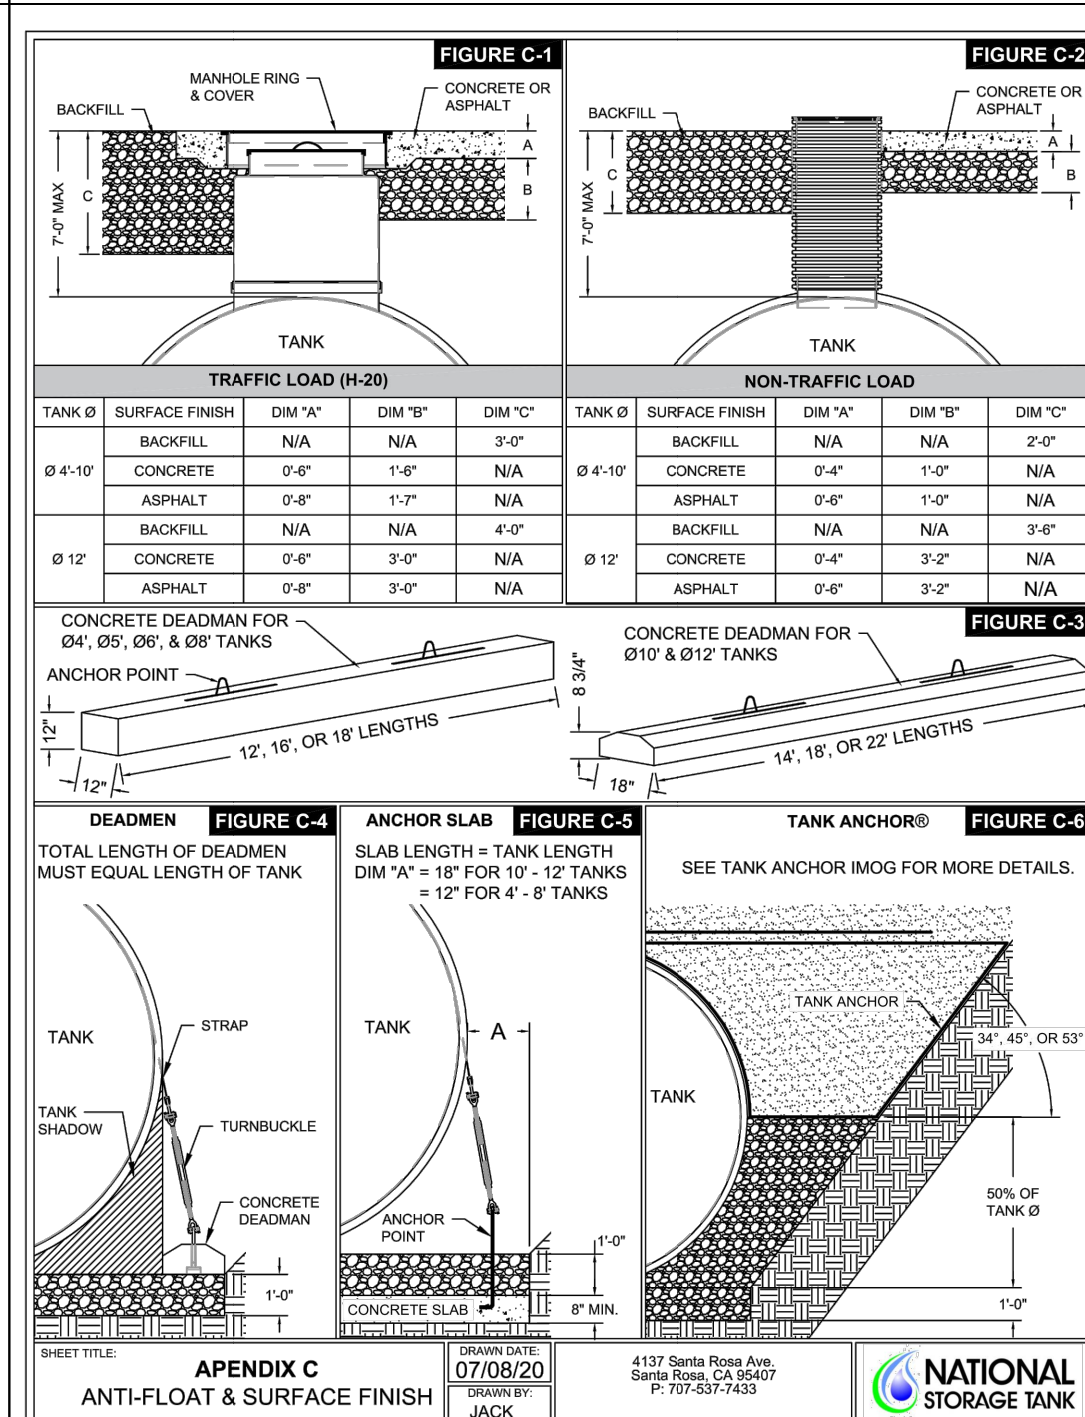 FIGURE C-1
MANHOLE RING
& COVER
CONCRETE OR
ASPHALT
BACKFILL
A
B
C
7'-0" MAX
TANK
TRAFFIC LOAD (H-20)
TANK Ø SURFACE FINISH DIM "A" DIM "B" DIM "C"
Ø 4'-10'
BACKFILL N/A N/A 3'-0"
CONCRETE 0'-6" 1'-6" N/A
ASPHALT 0'-8" 1'-7" N/A
Ø 12'
BACKFILL N/A N/A 4'-0"
CONCRETE 0'-6" 3'-0" N/A
ASPHALT 0'-8" 3'-0" N/A
FIGURE C-2
CONCRETE OR
ASPHALT
BACKFILL
A
B
C
7'-0" MAX
TANK
NON-TRAFFIC LOAD
TANK Ø SURFACE FINISH DIM "A" DIM "B" DIM "C"
Ø 4'-10'
BACKFILL N/A N/A 2'-0"
CONCRETE 0'-4" 1'-0" N/A
ASPHALT 0'-6" 1'-0" N/A
Ø 12'
BACKFILL N/A N/A 3'-6"
CONCRETE 0'-4" 3'-2" N/A
ASPHALT 0'-6" 3'-2" N/A
FIGURE C-3
CONCRETE DEADMAN FOR
Ø4', Ø5', Ø6', & Ø8' TANKS
ANCHOR POINT
12"
12"
12', 16', OR 18' LENGTHS
CONCRETE DEADMAN FOR
Ø10' & Ø12' TANKS
8 3/4"
18"
14', 18', OR 22' LENGTHS
DEADMEN
FIGURE C-4
TOTAL LENGTH OF DEADMEN
MUST EQUAL LENGTH OF TANK
TANK
STRAP
TANK
SHADOW
TURNBUCKLE
CONCRETE
DEADMAN
1'-0"
ANCHOR SLAB
FIGURE C-5
SLAB LENGTH = TANK LENGTH
DIM "A" = 18" FOR 10' - 12' TANKS
= 12" FOR 4' - 8' TANKS
TANK
A
ANCHOR
POINT
1'-0"
CONCRETE SLAB
8" MIN.
TANK ANCHOR®
FIGURE C-6
SEE TANK ANCHOR IMOG FOR MORE DETAILS.
TANK ANCHOR
34°, 45°, OR 53°
TANK
50% OF
TANK Ø
1'-0"
SHEET TITLE:
APENDIX C
ANTI-FLOAT & SURFACE FINISH
DRAWN DATE:
07/08/20
DRAWN BY:
JACK
4137 Santa Rosa Ave.
Santa Rosa, CA 95407
P: 707-537-7433
NATIONAL
STORAGE TANK